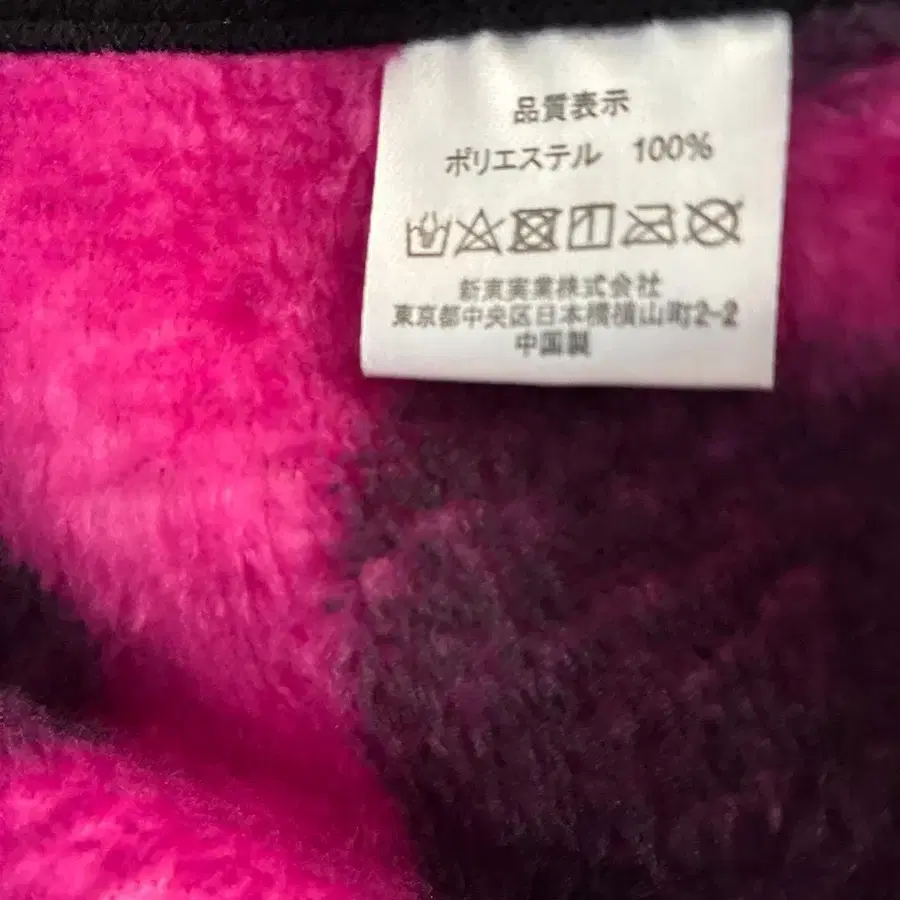 品質表示
ポリエステル 100%
新寅実業株式会社
東京都中央区日本橋横山町2-2
中国製